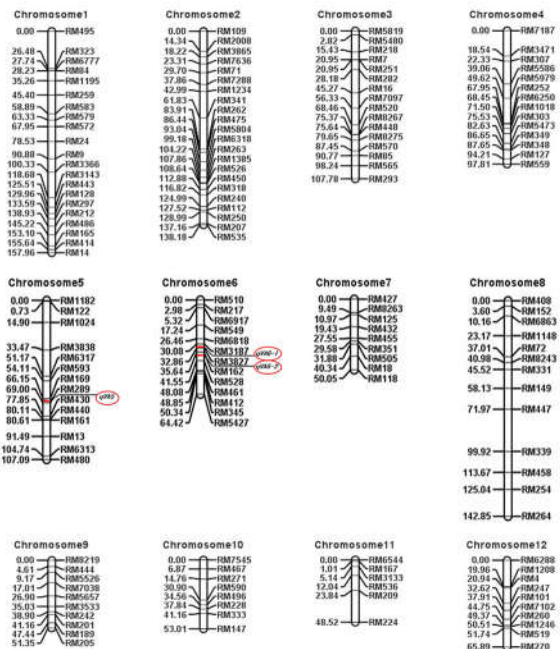 Chromosome1
0.00 RM495
26.48 RM323
27.74 RM6777
28.23 RM84
35.26 RM1195
45.40 RM259
58.89 RM583
63.33 RM579
67.95 RM572
78.53 RM24
90.88 RM9
100.33 RM3366
118.68 RM3143
125.51 RM443
129.96 RM128
133.59 RM297
138.93 RM212
145.22 RM486
153.10 RM165
155.64 RM414
157.96 RM14
Chromosome2
0.00 RM109
14.34 RM2008
18.22 RM3865
23.31 RM7636
29.70 RM71
37.86 RM7288
42.99 RM1234
61.83 RM341
83.91 RM262
86.44 RM475
93.04 RM5804
99.18 RM6318
104.22 RM263
107.86 RM1385
108.64 RM526
112.88 RM450
116.82 RM318
124.99 RM240
127.52 RM112
128.99 RM250
137.16 RM207
138.18 RM535
Chromosome3
0.00 RM5819
2.82 RM5480
15.43 RM218
20.95 RM7
20.95 RM251
28.18 RM282
45.27 RM16
56.33 RM7097
68.46 RM520
75.37 RM8267
75.64 RM448
79.65 RM8275
87.45 RM570
90.77 RM85
98.24 RM565
107.78 RM293
Chromosome4
0.00 RM7187
18.54 RM3471
22.33 RM307
39.06 RM5586
49.62 RM5979
67.95 RM252
68.45 RM6250
71.50 RM1018
75.53 RM303
82.63 RM5473
86.65 RM349
87.65 RM348
94.21 RM127
97.81 RM559
Chromosome5
0.00 RM1182
0.73 RM122
14.90 RM1024
33.47 RM3838
51.17 RM6317
54.11 RM593
66.15 RM169
69.00 RM289
77.85 RM430
80.11 RM440
80.61 RM161
91.49 RM13
104.74 RM6313
107.09 RM480
Chromosome6
0.00 RM510
2.98 RM217
5.32 RM6917
17.24 RM549
26.46 RM6818
30.08 RM3187
32.86 RM3827
35.64 RM162
41.55 RM528
48.08 RM461
48.85 RM412
50.34 RM345
64.42 RM5427
Chromosome7
0.00 RM427
9.49 RM8263
10.97 RM125
19.43 RM432
27.55 RM455
29.58 RM351
31.88 RM505
40.34 RM18
50.05 RM118
Chromosome8
0.00 RM408
3.60 RM152
10.16 RM6863
23.17 RM1148
37.01 RM72
40.98 RM8243
45.52 RM331
58.13 RM149
71.97 RM447
99.92 RM339
113.67 RM458
125.04 RM254
142.85 RM264
Chromosome9
0.00 RM8219
4.61 RM444
9.17 RM5526
17.01 RM7038
26.90 RM5657
35.03 RM3533
38.90 RM242
41.16 RM201
47.44 RM189
51.35 RM205
Chromosome10
0.00 RM7545
6.87 RM467
14.76 RM271
30.90 RM590
34.56 RM496
37.84 RM228
41.16 RM333
53.01 RM147
Chromosome11
0.00 RM6544
1.01 RM167
5.14 RM3133
12.04 RM536
23.84 RM209
48.52 RM224
Chromosome12
0.00 RM6288
19.96 RM1208
20.94 RM4
32.62 RM247
37.91 RM101
44.75 RM7102
49.37 RM260
50.51 RM1246
51.74 RM519
65.89 RM270